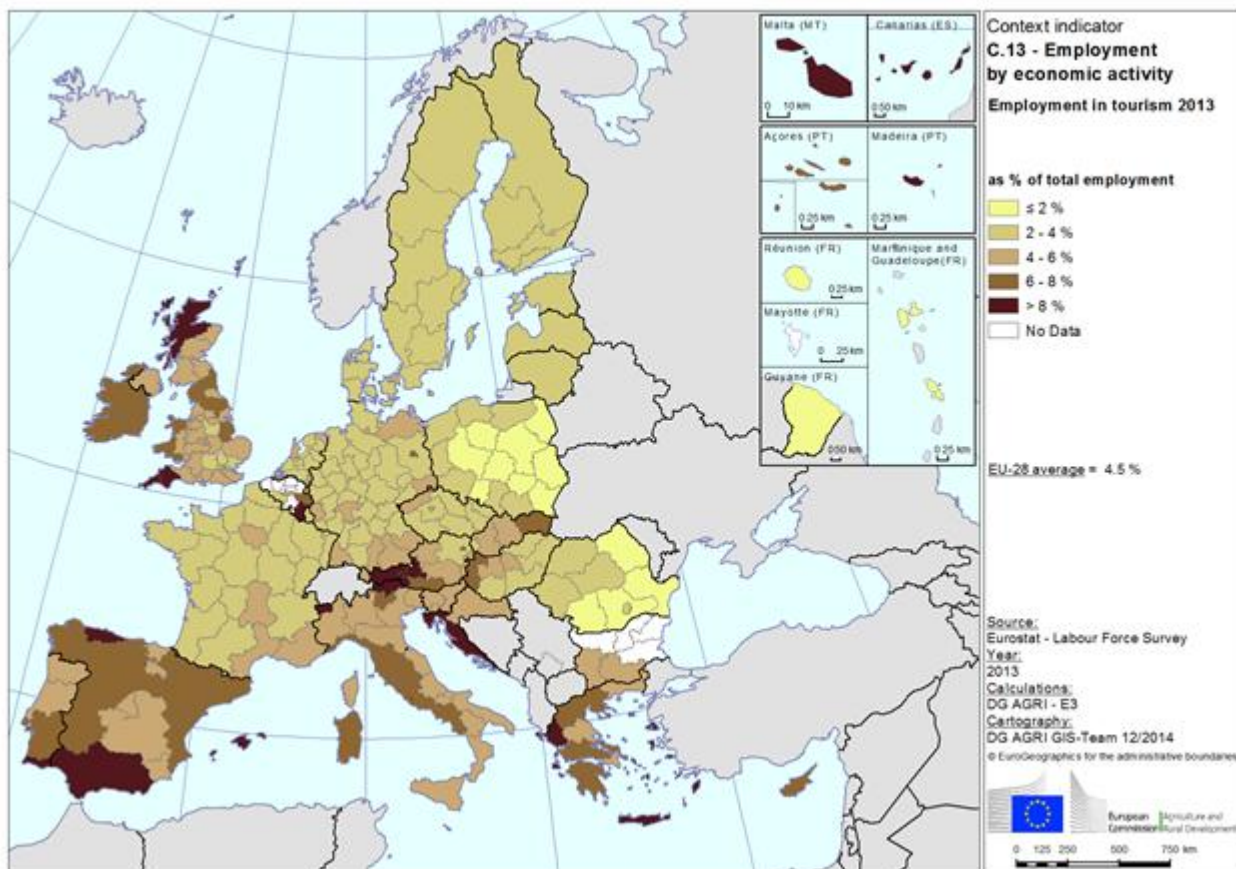 Malta (MT)
0 10 km
Canarias (ES)
0 50 km
Açores (PT)
0 25 km
Madeira (PT)
0 25 km
Réunion (FR)
0 25 km
Martinique and
Guadeloupe(FR)
0 25 km
Mayotte (FR)
0 25 km
Guyane (FR)
0 50 km
Context indicator
C.13 - Employment
by economic activity
Employment in tourism 2013
as % of total employment
≤ 2 %
2 - 4 %
4 - 6 %
6 - 8 %
> 8 %
No Data
EU-28 average = 4.5 %
Source:
Eurostat - Labour Force Survey
Year:
2013
Calculations:
DG AGRI - E3
Cartography:
DG AGRI GIS-Team 12/2014
© EuroGeographics for the administrative boundaries
European
Commission
Agriculture and
Rural Development
0 125 250 500 750 km